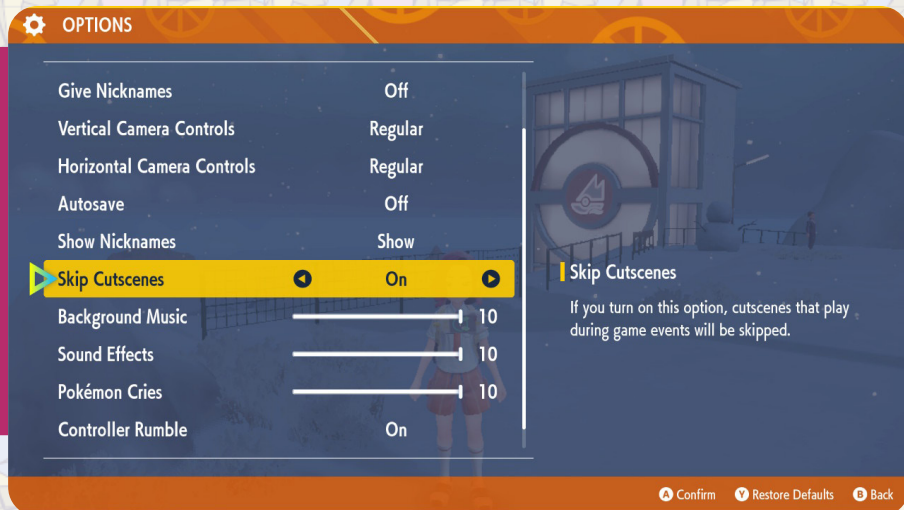 OPTIONS
Give Nicknames Off
Vertical Camera Controls Regular
Horizontal Camera Controls Regular
Autosave Off
Show Nicknames Show
Skip Cutscenes On
Background Music 10
Sound Effects 10
Pokémon Cries 10
Controller Rumble On
Skip Cutscenes
If you turn on this option, cutscenes that play
during game events will be skipped.
A Confirm Y Restore Defaults B Back